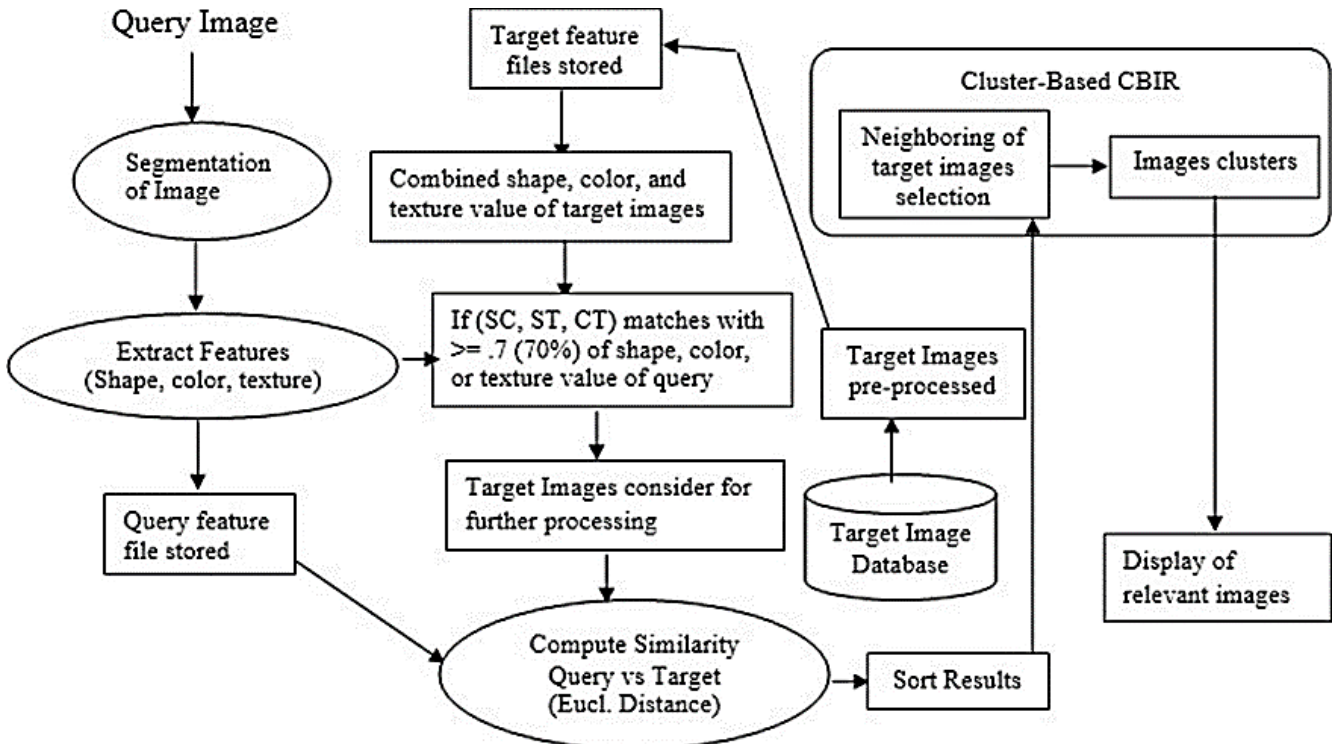 Query Image
Segmentation
of Image
Extract Features
(Shape, color, texture)
Query feature
file stored
Target feature
files stored
Combined shape, color, and
texture value of target images
If (SC, ST, CT) matches with
>= .7 (70%) of shape, color,
or texture value of query
Target Images consider for
further processing
Compute Similarity
Query vs Target
(Eucl. Distance)
Sort Results
Target Images
pre-processed
Target Image
Database
Cluster-Based CBIR
Neighboring of
target images
selection
Images clusters
Display of
relevant images